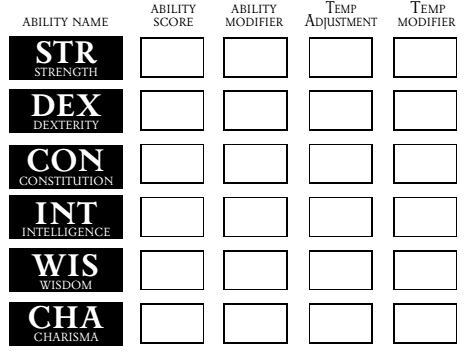 ABILITY NAME
ABILITY SCORE
ABILITY MODIFIER
TEMP ADJUSTMENT
TEMP MODIFIER
STR
STRENGTH
DEX
DEXTERITY
CON
CONSTITUTION
INT
INTELLIGENCE
WIS
WISDOM
CHA
CHARISMA